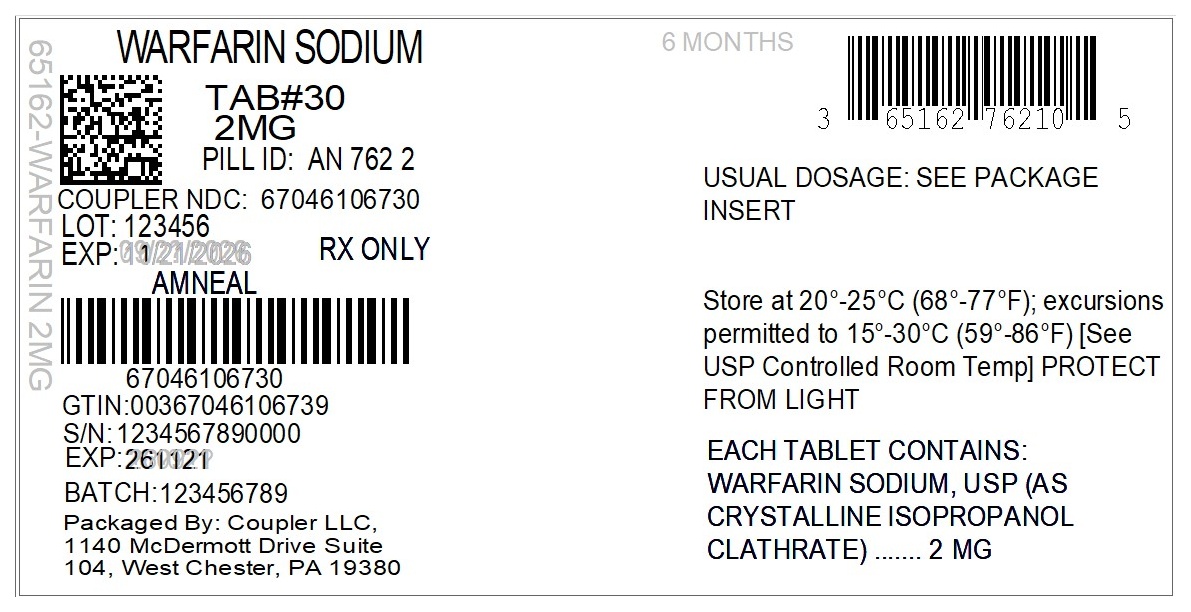 65162-WARFARIN 2MG
WARFARIN SODIUM
TAB#30
2MG
PILL ID: AN 762 2
COUPLER NDC: 67046106730
LOT: 123456
EXP:
RX ONLY
AMNEAL
67046106730
GTIN:00367046106739
S/N:1234567890000
EXP:
BATCH:123456789
Packaged By: Coupler LLC,
1140 McDermott Drive Suite
104, West Chester, PA 19380
6 MONTHS
3 65162 76210 5
USUAL DOSAGE: SEE PACKAGE
INSERT
Store at 20°-25°C (68°-77°F); excursions
permitted to 15°-30°C (59°-86°F) [See
USP Controlled Room Temp] PROTECT
FROM LIGHT
EACH TABLET CONTAINS:
WARFARIN SODIUM, USP (AS
CRYSTALLINE ISOPROPANOL
CLATHRATE) ....... 2 MG